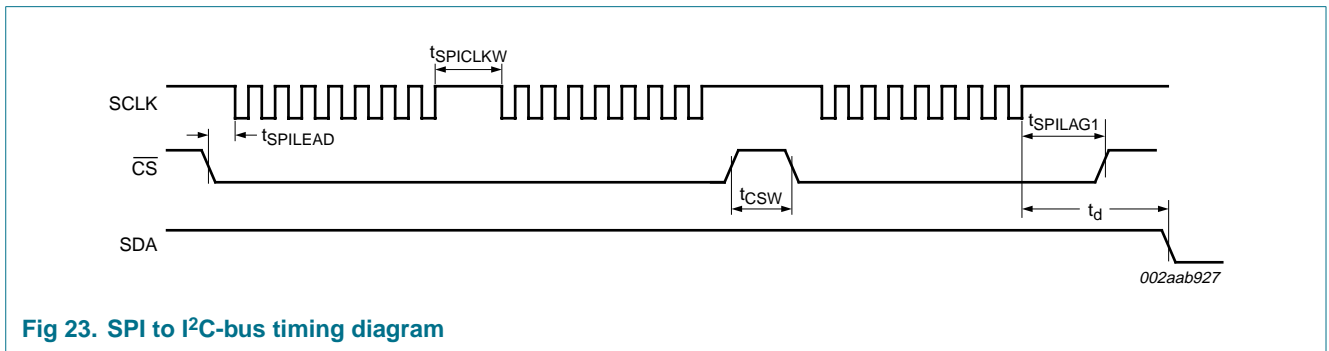 tSPICLKW
SCLK
tSPILEAD
tSPILAG1
CS
tCSW
td
SDA
002aab927
Fig 23. SPI to I2C-bus timing diagram